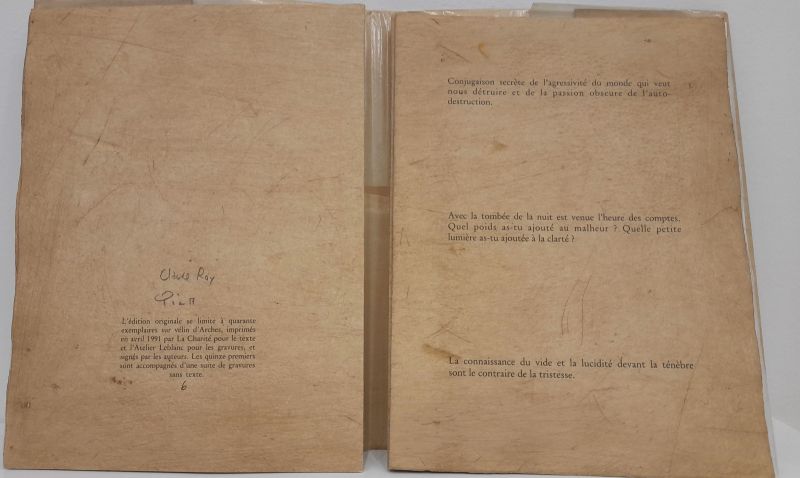 Claude Roy
L'édition originale se limite à quarante
exemplaires sur vélin d'Arches, imprimés
en avril 1991 par La Charité pour le texte
et l'Atelier Leblanc pour les gravures, et
signés par les auteurs. Les quinze premiers
sont accompagnés d'une suite de gravures
sans texte.
6
Conjugaison secrète de l'agressivité du monde qui veut
nous détruire et de la passion obscure de l'auto-
destruction.
Avec la tombée de la nuit est venue l'heure des comptes.
Quel poids as-tu ajouté au malheur ? Quelle petite
lumière as-tu ajoutée à la clarté ?
La connaissance du vide et la lucidité devant la ténèbre
sont le contraire de la tristesse.